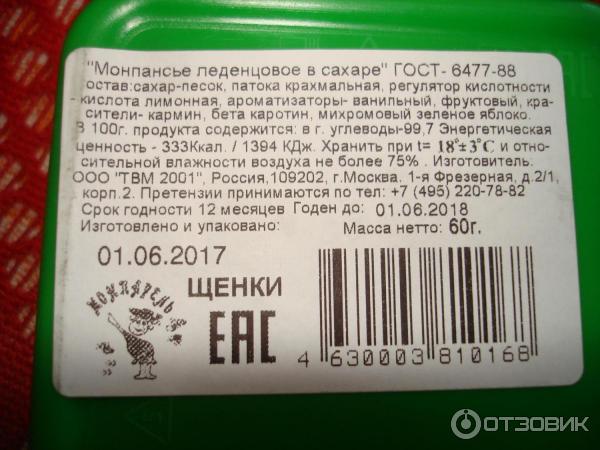 "Монпансье леденцовое в сахаре" ГОСТ- 6477-88
остав:сахар-песок, патока крахмальная, регулятор кислотности
- кислота лимонная, ароматизаторы- ванильный, фруктовый, кра-
сители- кармин, бета каротин, михромовый зеленое яблоко.
В 100г. продукта содержится: в г. углеводы-99,7 Энергетическая
ценность - 333Ккал. / 1394 КДж. Хранить при t= 18°±3°С и отно-
сительной влажности воздуха не более 75% . Изготовитель:
ООО "ТВМ 2001", Россия,109202, г.Москва. 1-я Фрезерная, д.2/1,
корп.2. Претензии принимаются по тел: +7 (495) 220-78-82
Срок годности 12 месяцев Годен до: 01.06.2018
Изготовлено и упаковано: Масса нетто: 60г.
01.06.2017
ЩЕНКИ
МОМПАРЕЛЬ
ЕАС
4 630003 810168
ОТЗОВИК